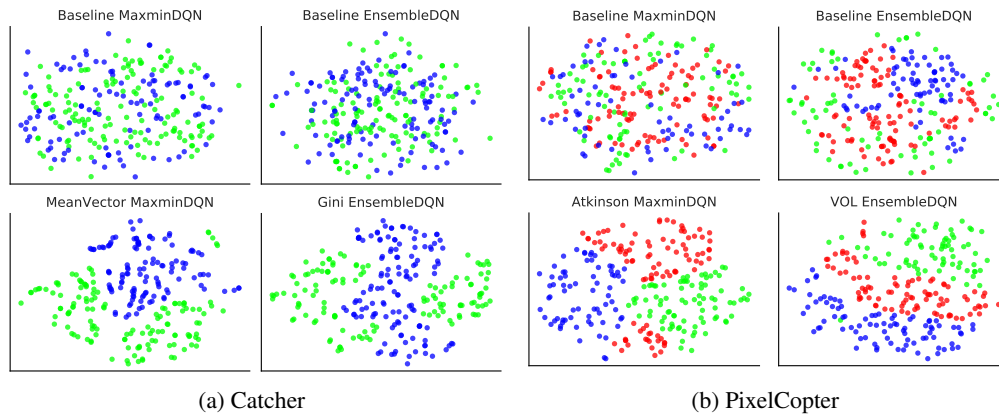 Baseline MaxminDQN
Baseline EnsembleDQN
Baseline MaxminDQN
Baseline EnsembleDQN
MeanVector MaxminDQN
Gini EnsembleDQN
Atkinson MaxminDQN
VOL EnsembleDQN
(a) Catcher
(b) PixelCopter